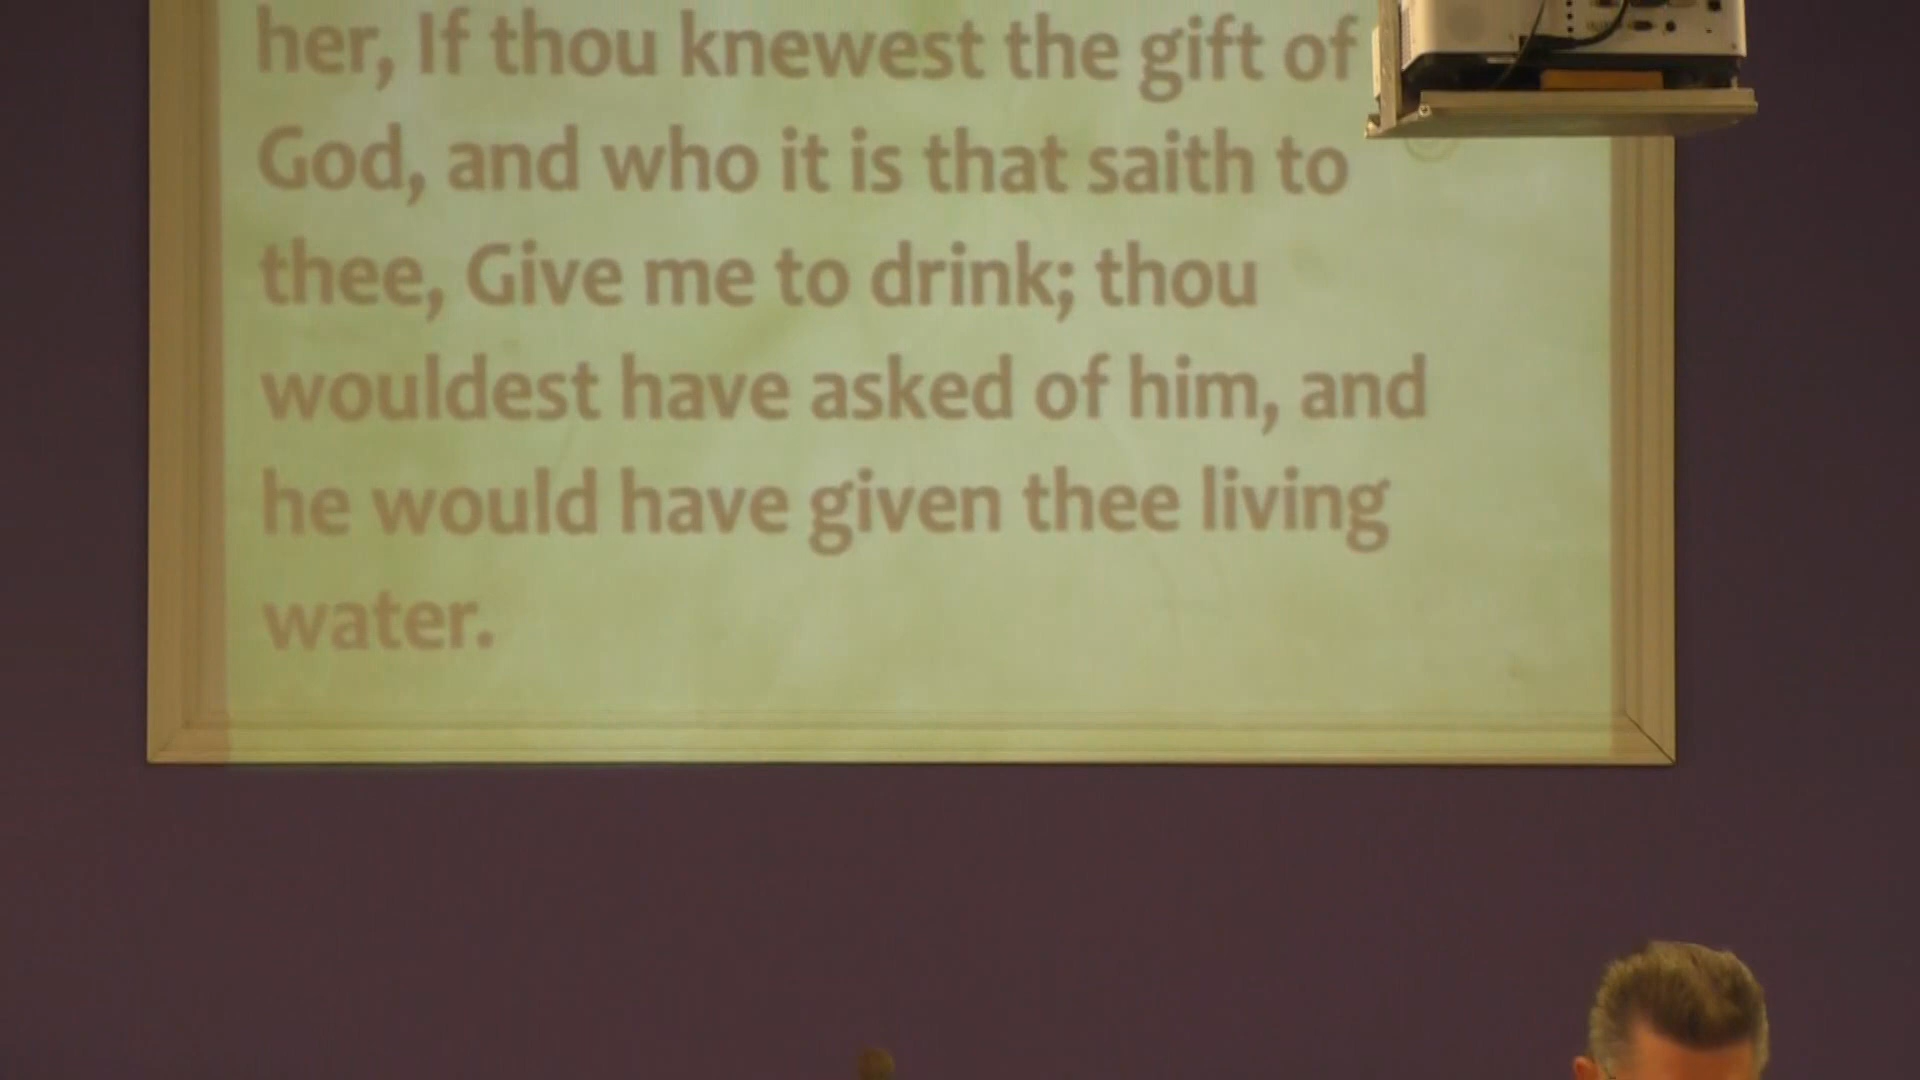 her, If thou knewest the gift of
God, and who it is that saith to
thee, Give me to drink; thou
wouldest have asked of him, and
he would have given thee living
water.